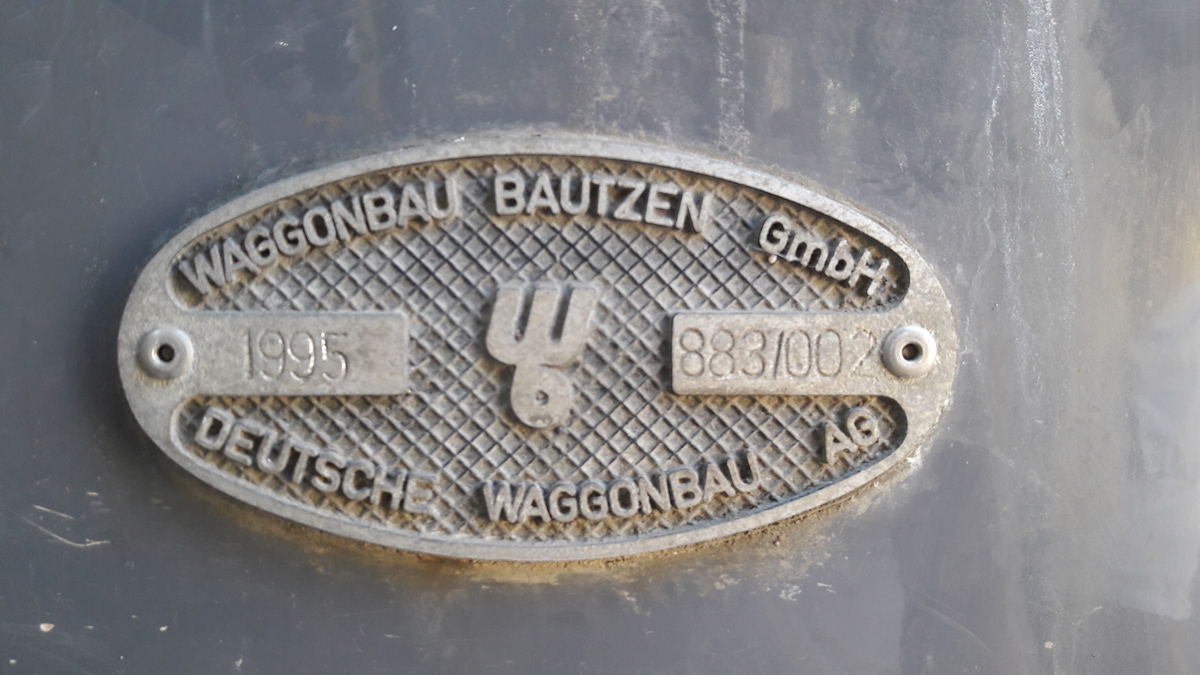 WAGGONBAU BAUTZEN GmbH
1995
883/002
DEUTSCHE WAGGONBAU AG